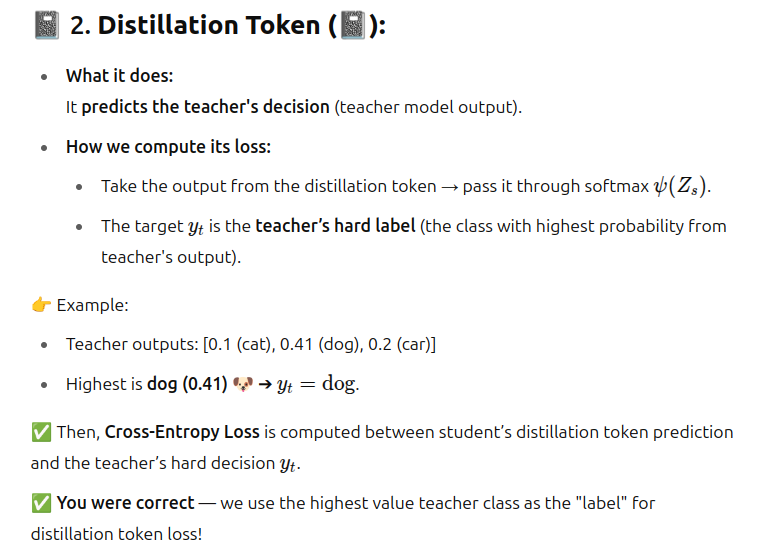 📓 2. Distillation Token (📓):
• What it does:
It predicts the teacher's decision (teacher model output).
• How we compute its loss:
• Take the output from the distillation token → pass it through softmax ψ(Zₛ).
• The target yₜ is the teacher’s hard label (the class with highest probability from
teacher's output).
👉 Example:
• Teacher outputs: [0.1 (cat), 0.41 (dog), 0.2 (car)]
• Highest is dog (0.41) 🐶 → yₜ = dog.
✅ Then, Cross-Entropy Loss is computed between student’s distillation token prediction
and the teacher’s hard decision yₜ.
✅ You were correct — we use the highest value teacher class as the "label" for
distillation token loss!